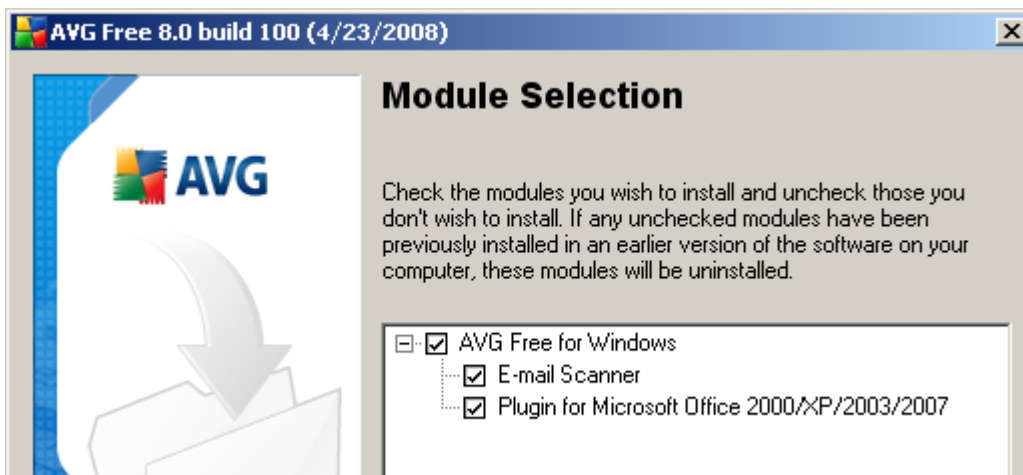 AVG Free 8.0 build 100 (4/23/2008)
AVG
Module Selection
Check the modules you wish to install and uncheck those you
don't wish to install. If any unchecked modules have been
previously installed in an earlier version of the software on your
computer, these modules will be uninstalled.
AVG Free for Windows
E-mail Scanner
Plugin for Microsoft Office 2000/XP/2003/2007